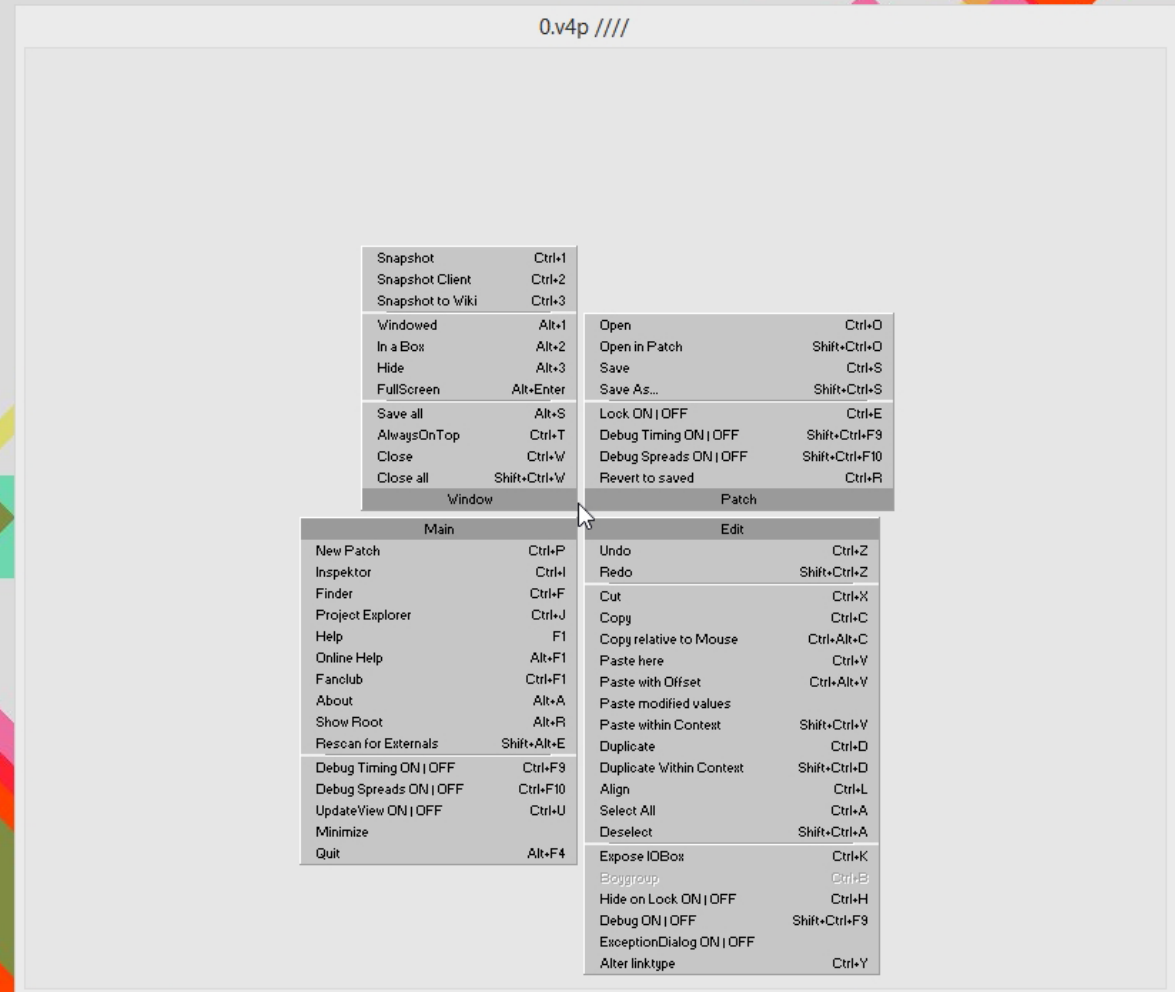 0.v4p ////
Snapshot Ctrl+1
Snapshot Client Ctrl+2
Snapshot to Wiki Ctrl+3
Windowed Alt+1
In a Box Alt+2
Hide Alt+3
FullScreen Alt+Enter
Save all Alt+S
AlwaysOnTop Ctrl+T
Close Ctrl+W
Close all Shift+Ctrl+W
Window
Open Ctrl+O
Open in Patch Shift+Ctrl+O
Save Ctrl+S
Save As... Shift+Ctrl+S
Lock ON | OFF Ctrl+E
Debug Timing ON | OFF Shift+Ctrl+F9
Debug Spreads ON | OFF Shift+Ctrl+F10
Revert to saved Ctrl+R
Patch
Main
New Patch Ctrl+P
Inspektor Ctrl+I
Finder Ctrl+F
Project Explorer Ctrl+J
Help F1
Online Help Alt+F1
Fanclub Ctrl+F1
About Alt+A
Show Root Alt+R
Rescan for Externals Shift+Alt+E
Debug Timing ON | OFF Ctrl+F9
Debug Spreads ON | OFF Ctrl+F10
UpdateView ON | OFF Ctrl+U
Minimize
Quit Alt+F4
Edit
Undo Ctrl+Z
Redo Shift+Ctrl+Z
Cut Ctrl+X
Copy Ctrl+C
Copy relative to Mouse Ctrl+Alt+C
Paste here Ctrl+V
Paste with Offset Ctrl+Alt+V
Paste modified values
Paste within Context Shift+Ctrl+V
Duplicate Ctrl+D
Duplicate Within Context Shift+Ctrl+D
Align Ctrl+L
Select All Ctrl+A
Deselect Shift+Ctrl+A
Expose IOBox Ctrl+K
Boygroup Ctrl+B
Hide on Lock ON | OFF Ctrl+H
Debug ON | OFF Shift+Ctrl+F9
ExceptionDialog ON | OFF
Alter linktype Ctrl+Y